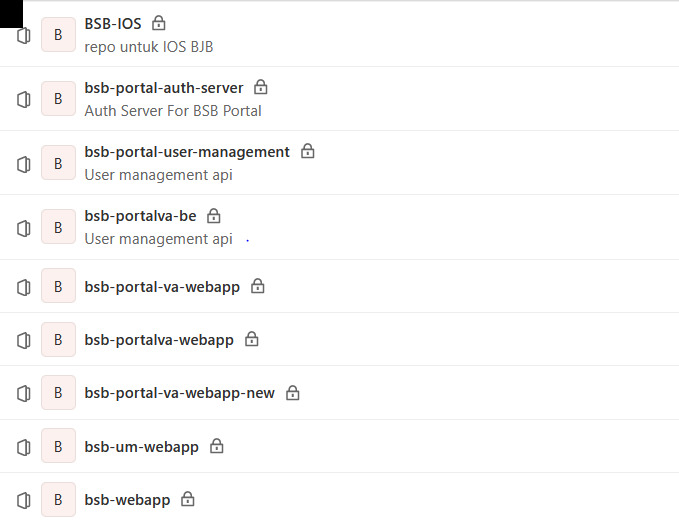 B BSB-IOS
repo untuk IOS BJB
B bsb-portal-auth-server
Auth Server For BSB Portal
B bsb-portal-user-management
User management api
B bsb-portalva-be
User management api
B bsb-portal-va-webapp
B bsb-portalva-webapp
B bsb-portal-va-webapp-new
B bsb-um-webapp
B bsb-webapp